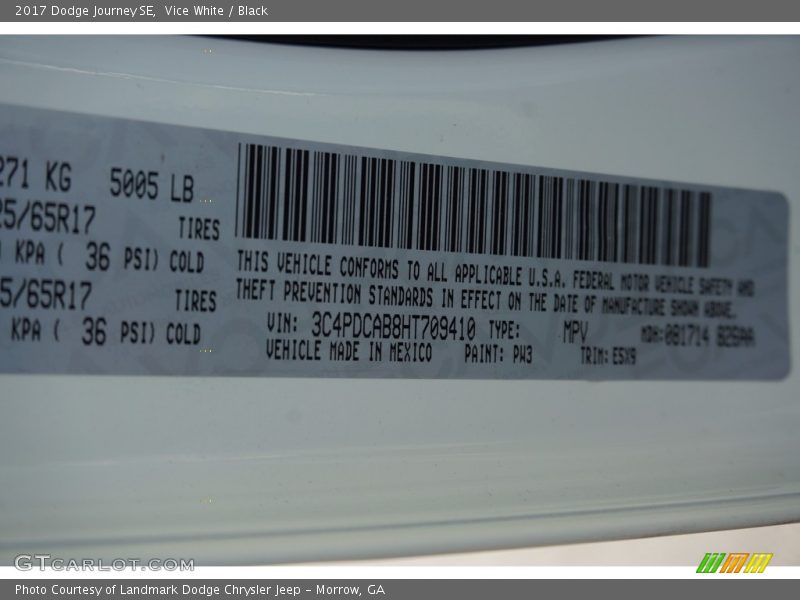 2017 Dodge Journey SE, Vice White / Black
271 KG 5005 LB
25/65R17 TIRES
KPA ( 36 PSI) COLD
5/65R17 TIRES
KPA ( 36 PSI) COLD
THIS VEHICLE CONFORMS TO ALL APPLICABLE U.S.A. FEDERAL MOTOR VEHICLE SAFETY AND
THEFT PREVENTION STANDARDS IN EFFECT ON THE DATE OF MANUFACTURE SHOWN ABOVE.
VIN: 3C4PDCAB8HT709410 TYPE: MPV MDH:081714 826AA
VEHICLE MADE IN MEXICO PAINT: PW3 TRIM:E5X9
GTCARLOT.COM
Photo Courtesy of Landmark Dodge Chrysler Jeep – Morrow, GA